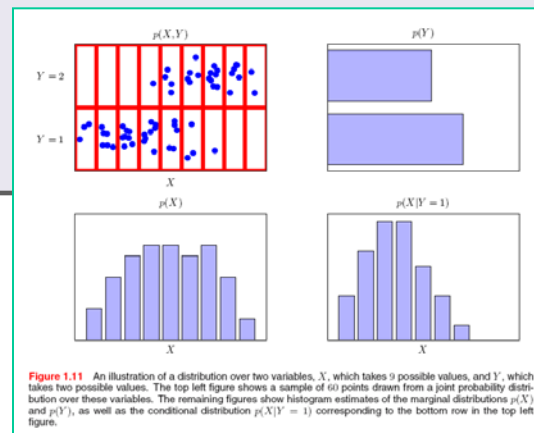 p(X,Y)
p(Y)
Y = 2
Y = 1
X
p(X)
p(X|Y = 1)
X
X
Figure 1.11 An illustration of a distribution over two variables, X, which takes 9 possible values, and Y, which
takes two possible values. The top left figure shows a sample of 60 points drawn from a joint probability distri-
bution over these variables. The remaining figures show histogram estimates of the marginal distributions p(X)
and p(Y), as well as the conditional distribution p(X|Y = 1) corresponding to the bottom row in the top left
figure.